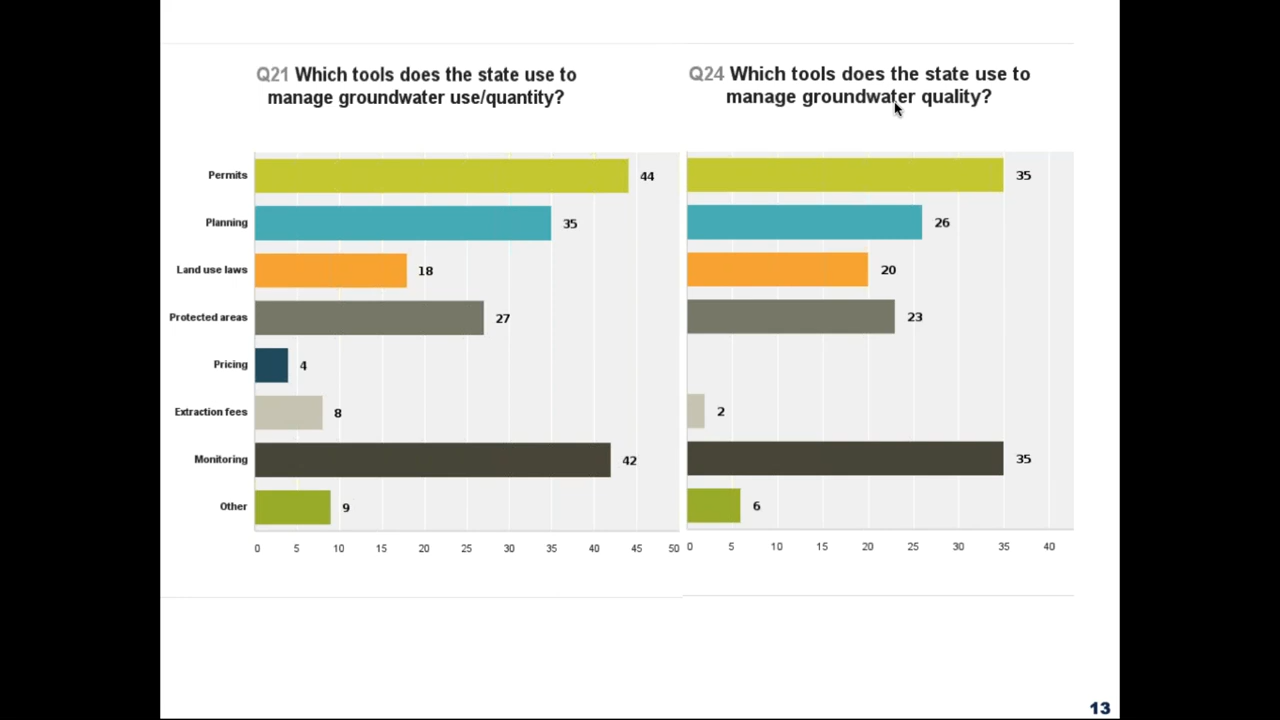 Q21 Which tools does the state use to
manage groundwater use/quantity?
Q24 Which tools does the state use to
manage groundwater quality?
Permits 44 35
Planning 35 26
Land use laws 18 20
Protected areas 27 23
Pricing 4
Extraction fees 8 2
Monitoring 42 35
Other 9 6
0 5 10 15 20 25 30 35 40 45 50
0 5 10 15 20 25 30 35 40
13